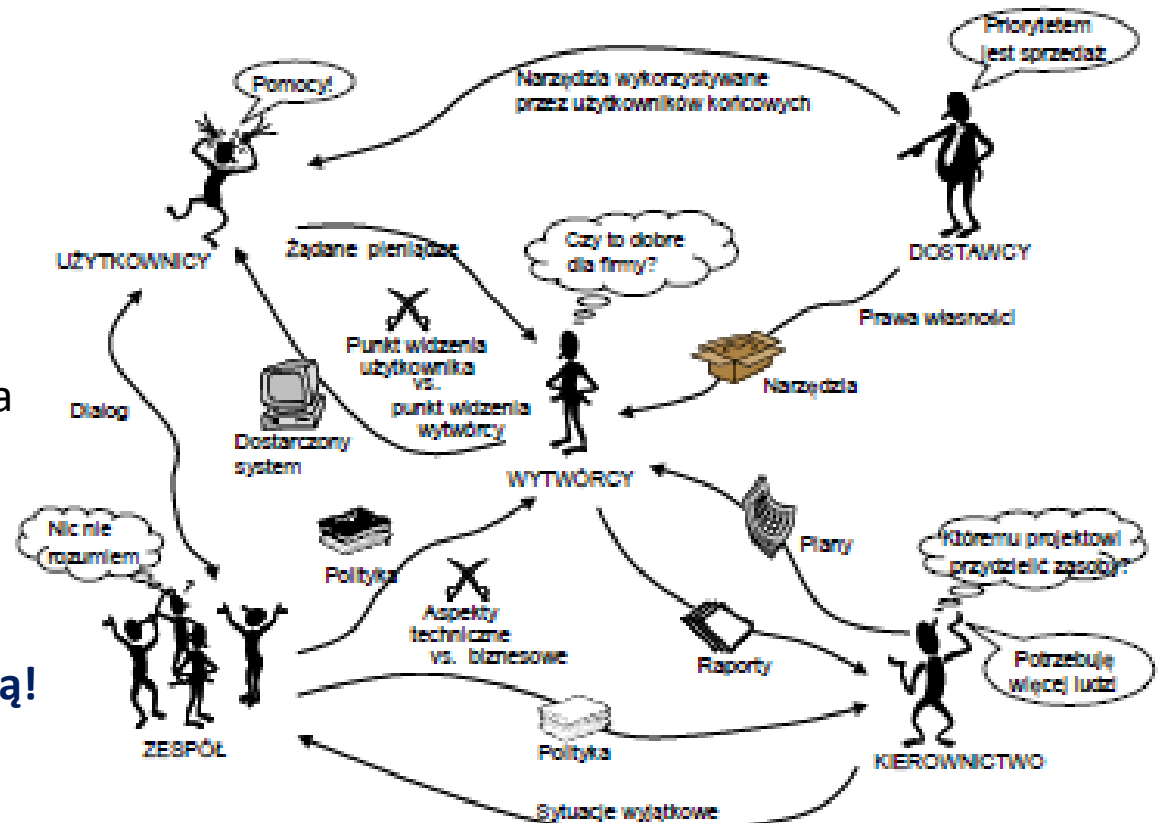 Priorytetem
jest sprzedaż
Pomocy!
Narzędzia wykorzystywane
przez użytkowników końcowych
UŻYTKOWNICY
Żądane pieniądze
Czy to dobre
dla firmy?
DOSTAWCY
Prawa własności
Punkt widzenia
użytkownika
vs.
punkt widzenia
wytwórcy
Narzędzia
a
Dialog
Dostarczony
system
WYTWÓRCY
Nic nie
rozumiem
Plany
Któremu projektowi
przydzielić zasoby?
Polityka
Aspekty
techniczne
vs. biznesowe
Raporty
Potrzebuję
więcej ludzi
ą!
ZESPÓŁ
Polityka
KIEROWNICTWO
Sytuacje wyjątkowe